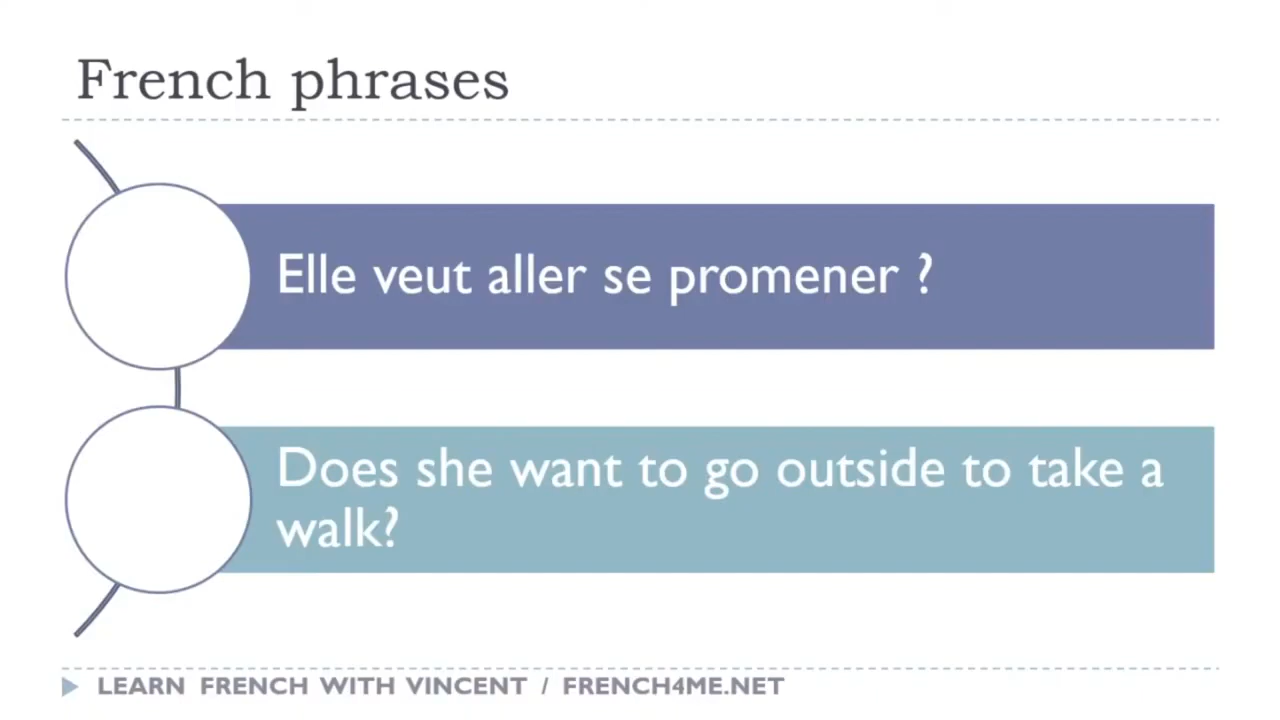 French phrases
Elle veut aller se promener ?
Does she want to go outside to take a
walk?
LEARN FRENCH WITH VINCENT / FRENCH4ME.NET